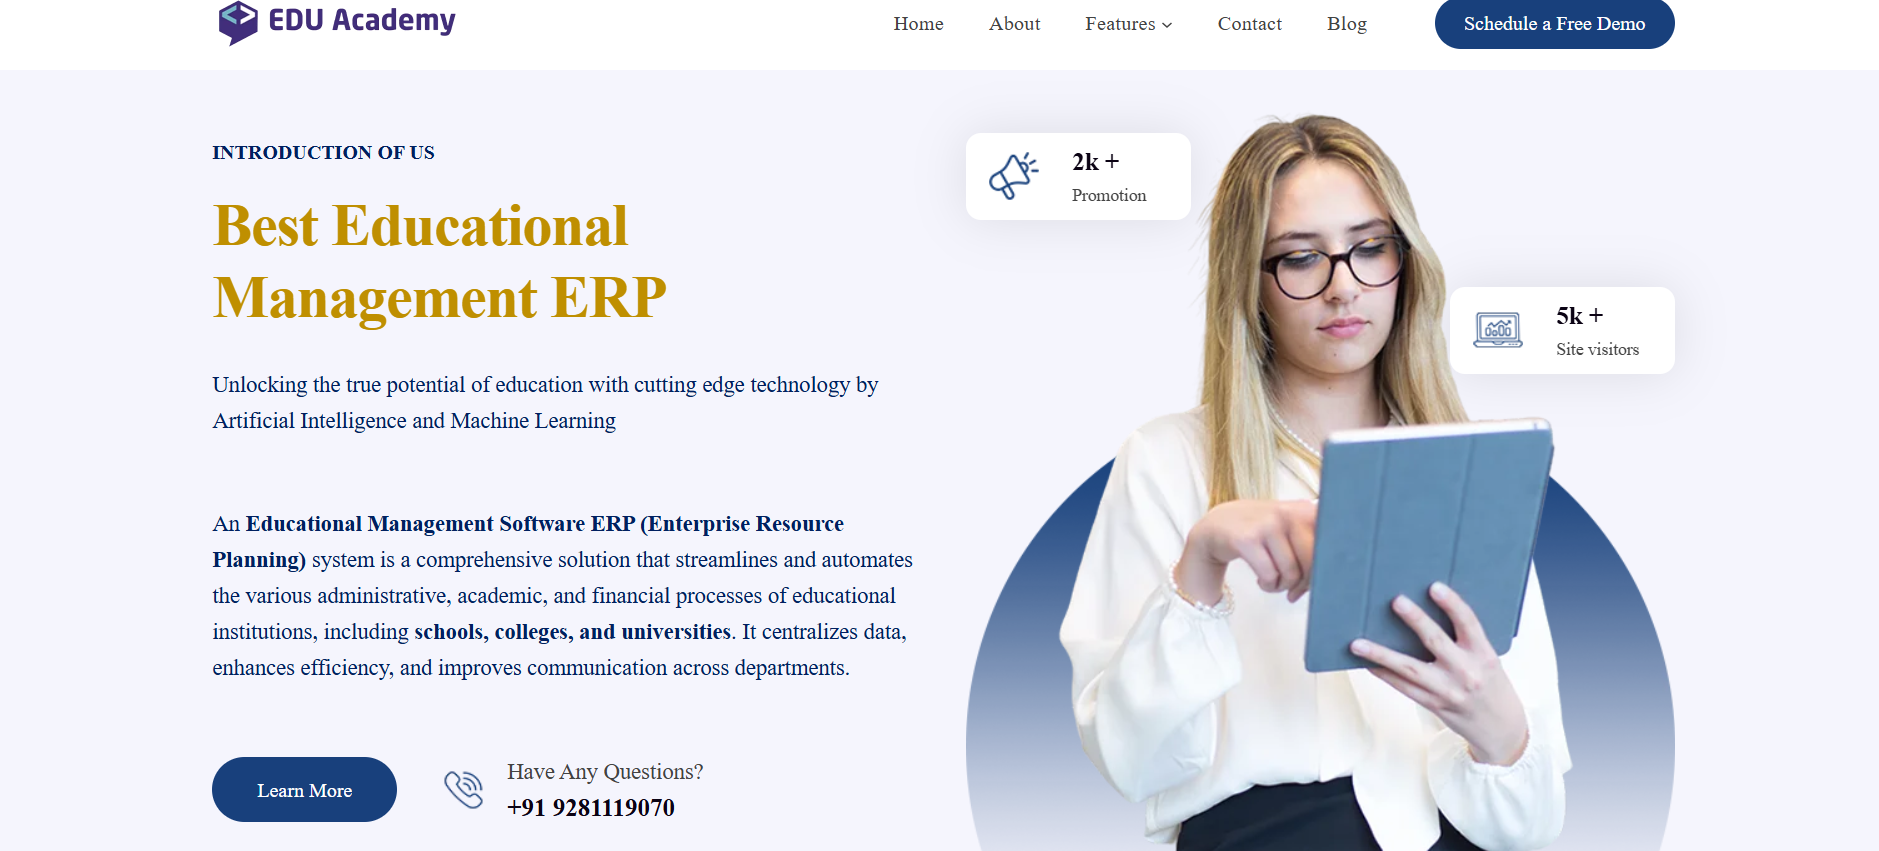 EDU Academy
Home
About
Features
Contact
Blog
Schedule a Free Demo
INTRODUCTION OF US
Best Educational
Management ERP
Unlocking the true potential of education with cutting edge technology by
Artificial Intelligence and Machine Learning
An Educational Management Software ERP (Enterprise Resource
Planning) system is a comprehensive solution that streamlines and automates
the various administrative, academic, and financial processes of educational
institutions, including schools, colleges, and universities. It centralizes data,
enhances efficiency, and improves communication across departments.
Learn More
Have Any Questions?
+91 9281119070
2k +
Promotion
5k +
Site visitors